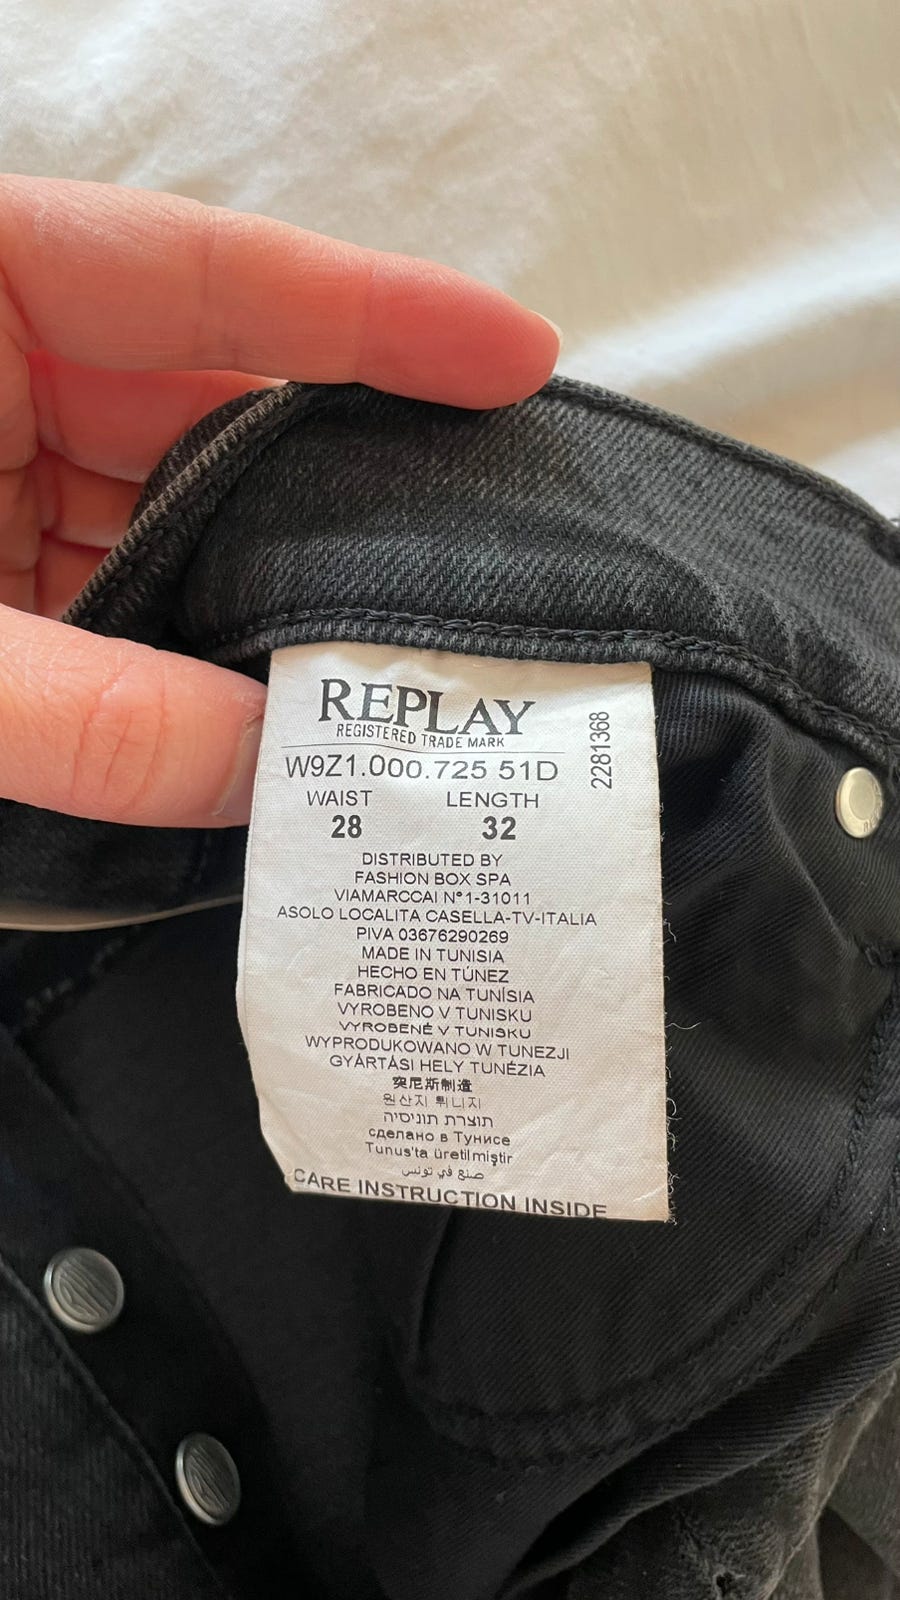 REPLAY
REGISTERED TRADE MARK
W9Z1.000.725 51D
2281368
WAIST LENGTH
28 32
DISTRIBUTED BY
FASHION BOX SPA
VIAMARCCAI N°1-31011
ASOLO LOCALITA CASELLA-TV-ITALIA
PIVA 03676290269
MADE IN TUNISIA
HECHO EN TÚNEZ
FABRICADO NA TUNÍSIA
VYROBENO V TUNISKU
VYROBENÉ V TUNISKU
WYPRODUKOWANO W TUNEZJI
GYÁRTÁSI HELY TUNÉZIA
突尼斯制造
원산지 튀니지
תוצרת תוניסיה
сделано в Тунисе
Tunus'ta üretilmiştir
صنع في تونس
CARE INSTRUCTION INSIDE